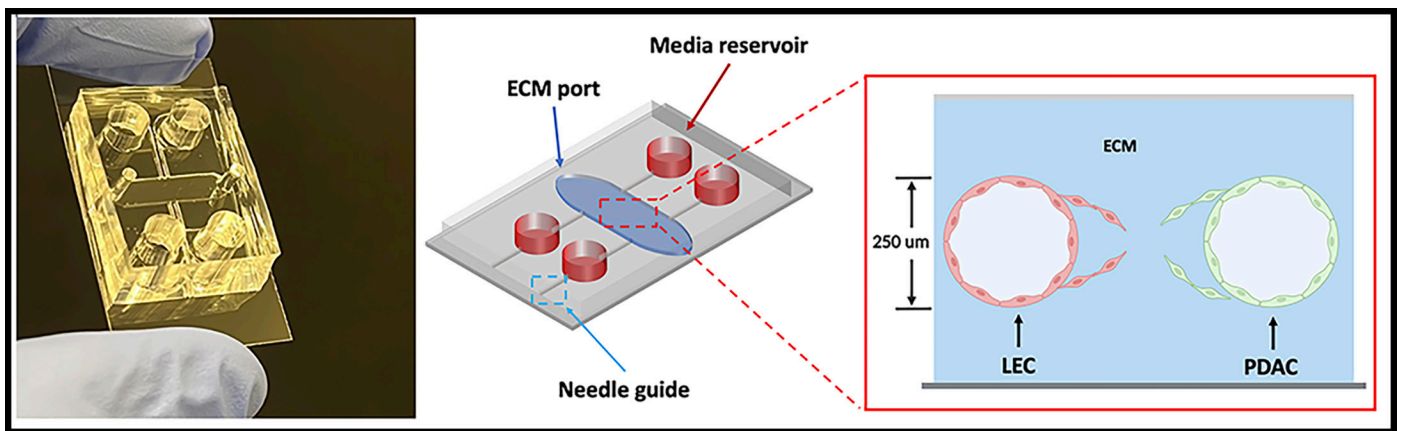 Media reservoir
ECM port
Needle guide
ECM
250 um
LEC
PDAC